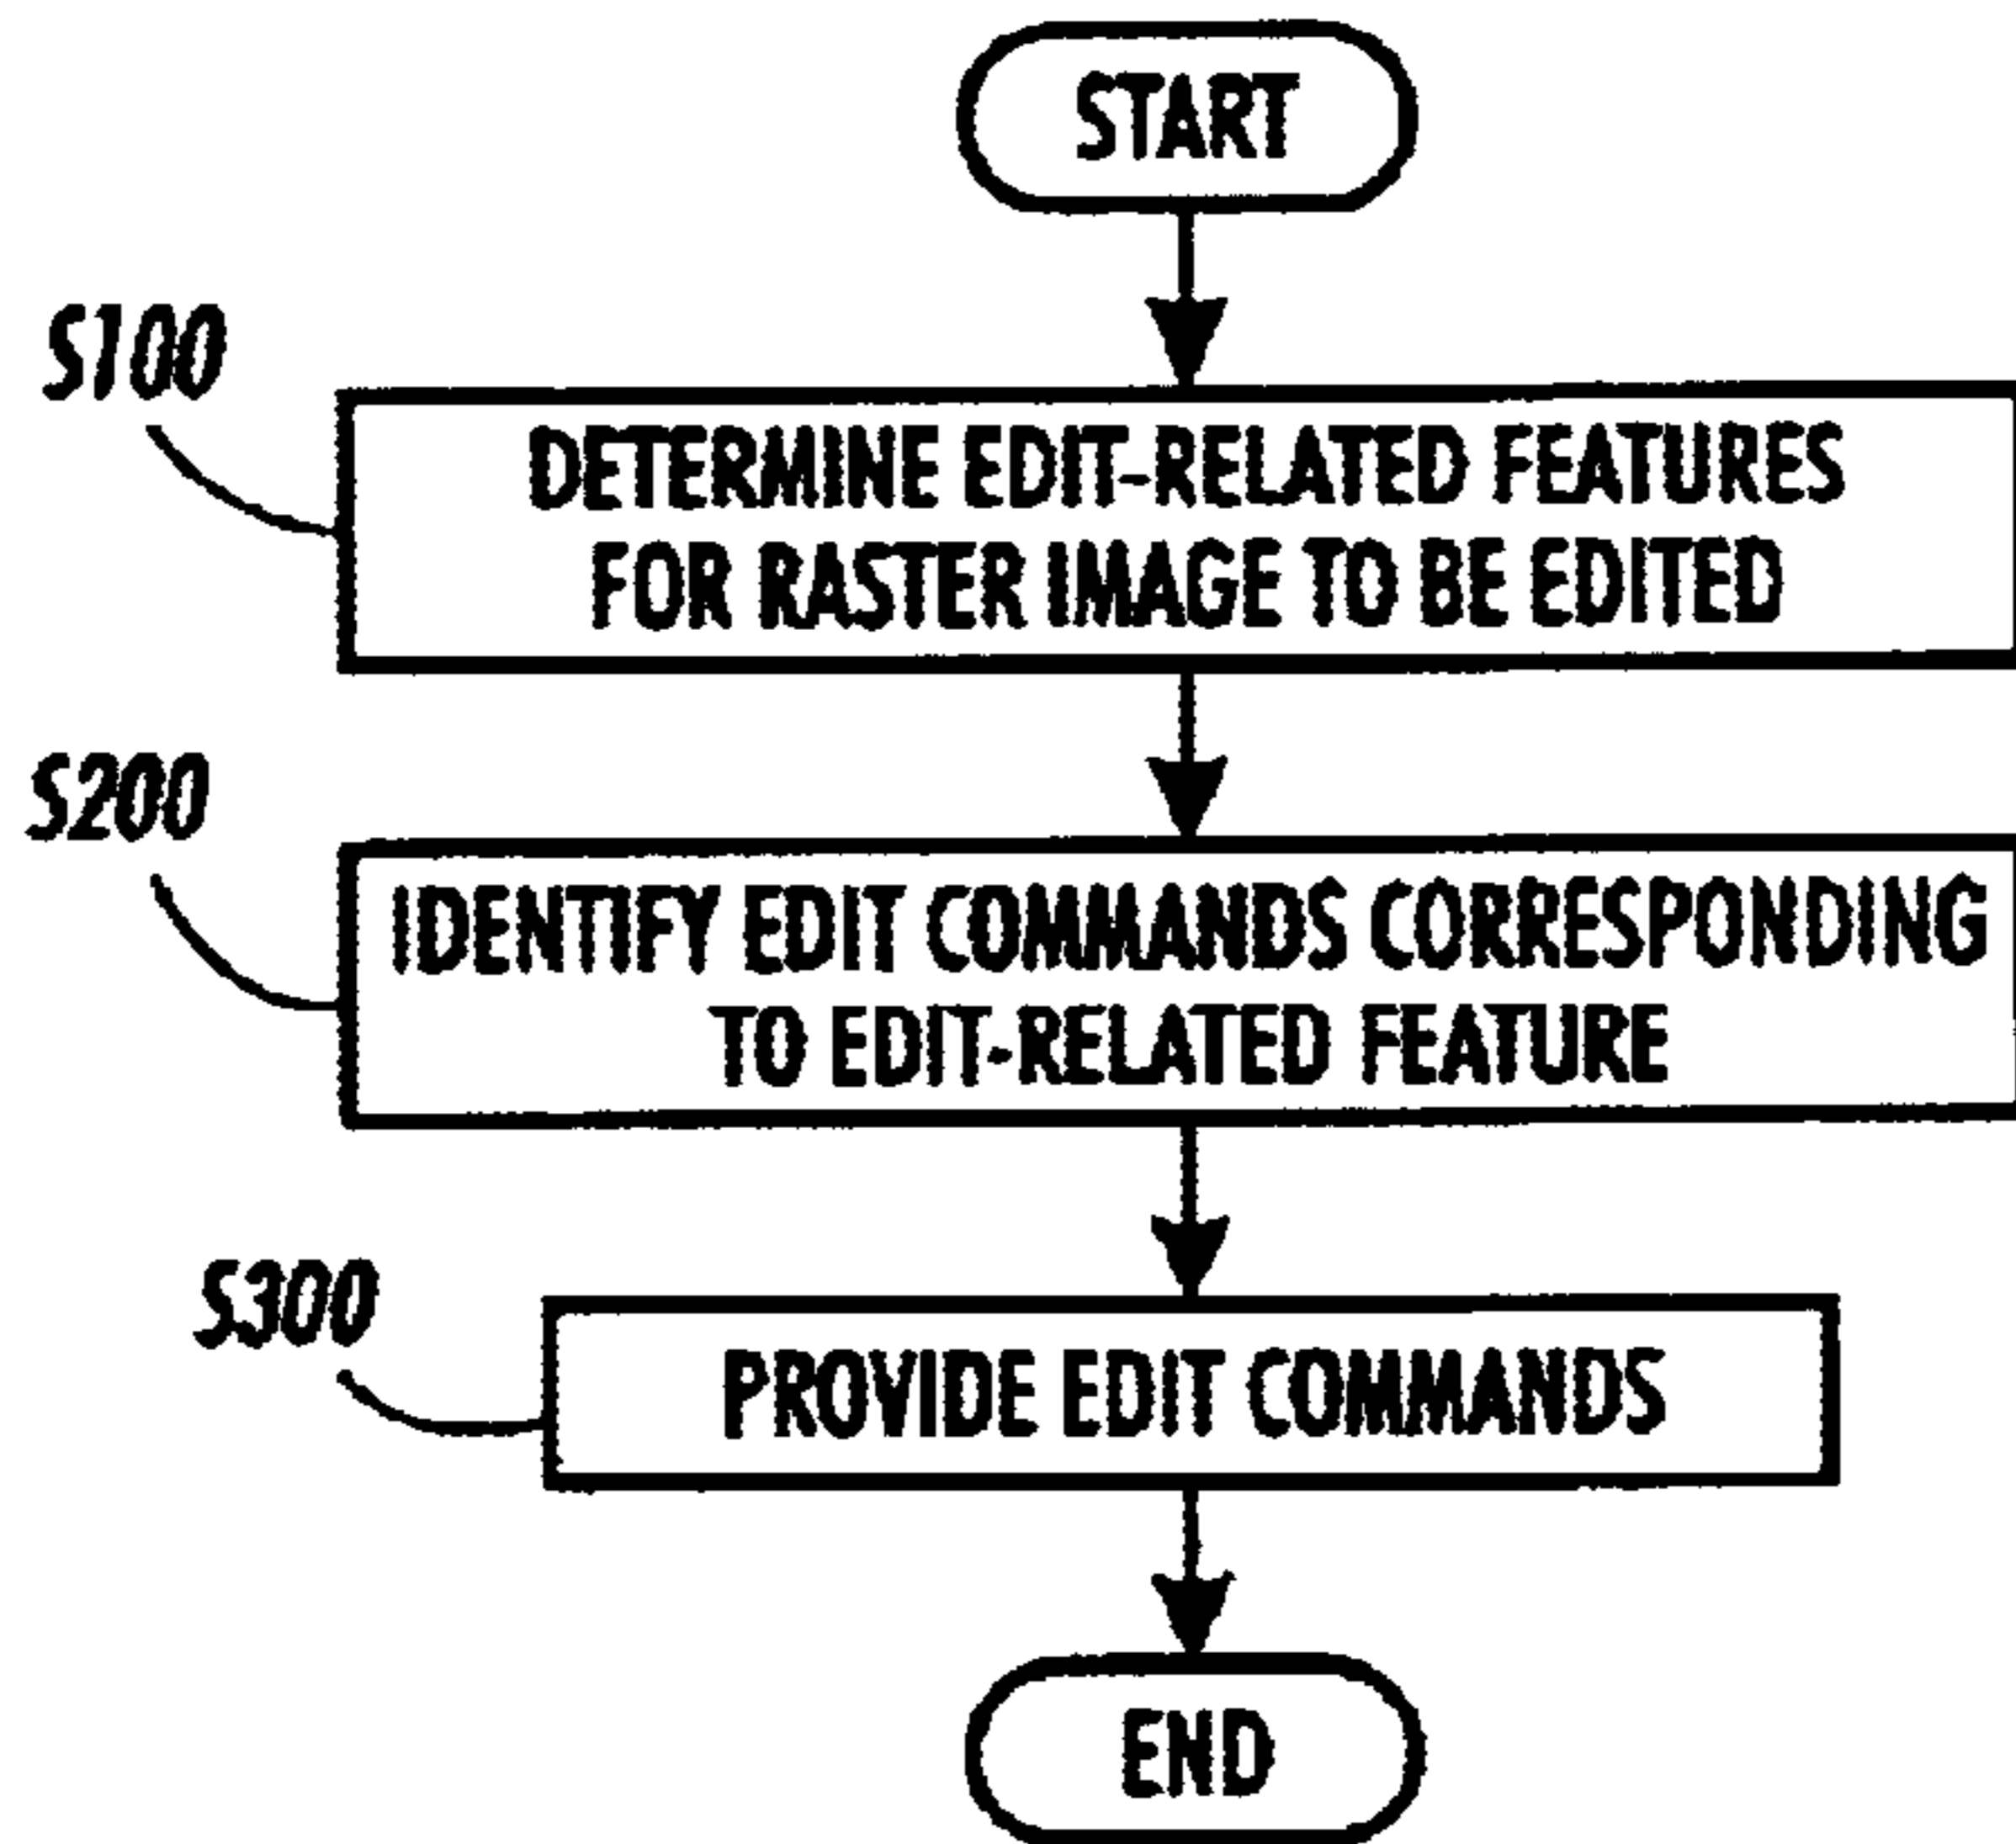 START
S100
DETERMINE EDIT-RELATED FEATURES
FOR RASTER IMAGE TO BE EDITED
S200
IDENTIFY EDIT COMMANDS CORRESPONDING
TO EDIT-RELATED FEATURE
S300
PROVIDE EDIT COMMANDS
END